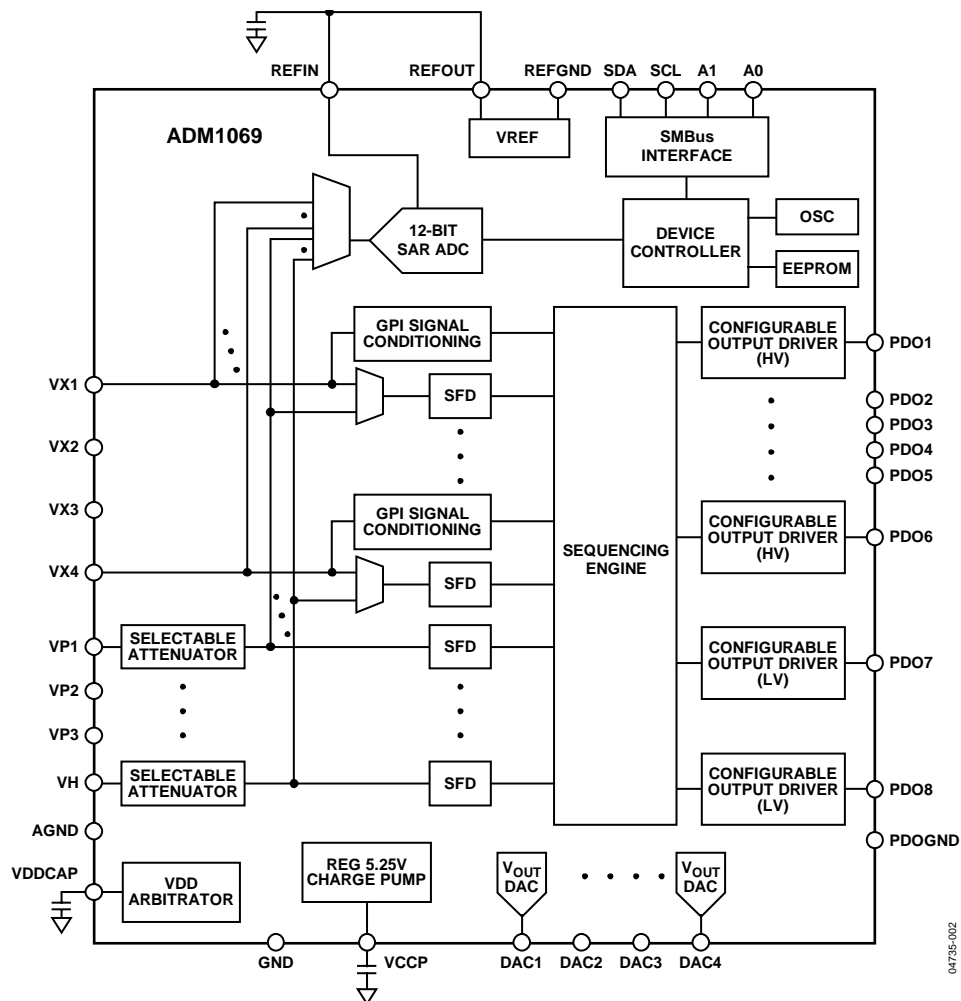 REFIN
REFOUT
REFGND
SDA
SCL
A1
A0
ADM1069
VREF
SMBus
INTERFACE
12-BIT
SAR ADC
DEVICE
CONTROLLER
OSC
EEPROM
GPI SIGNAL
CONDITIONING
SFD
GPI SIGNAL
CONDITIONING
SFD
SFD
SFD
SEQUENCING
ENGINE
CONFIGURABLE
OUTPUT DRIVER
(HV)
CONFIGURABLE
OUTPUT DRIVER
(HV)
CONFIGURABLE
OUTPUT DRIVER
(LV)
CONFIGURABLE
OUTPUT DRIVER
(LV)
PDO1
PDO2
PDO3
PDO4
PDO5
PDO6
PDO7
PDO8
PDOGND
VX1
VX2
VX3
VX4
VP1
VP2
VP3
VH
AGND
VDDCAP
SELECTABLE
ATTENUATOR
SELECTABLE
ATTENUATOR
VDD
ARBITRATOR
REG 5.25V
CHARGE PUMP
VOUT
DAC
VOUT
DAC
GND
VCCP
DAC1
DAC2
DAC3
DAC4
04735-002